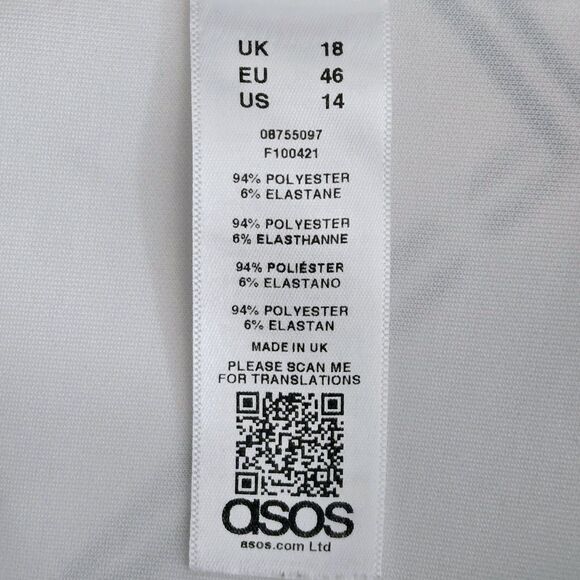 UK 18
EU 46
US 14
08755097
F100421
94% POLYESTER
6% ELASTANE
94% POLYESTER
6% ELASTHANNE
94% POLIÉSTER
6% ELASTANO
94% POLYESTER
6% ELASTAN
MADE IN UK
PLEASE SCAN ME
FOR TRANSLATIONS
asos
asos.com Ltd